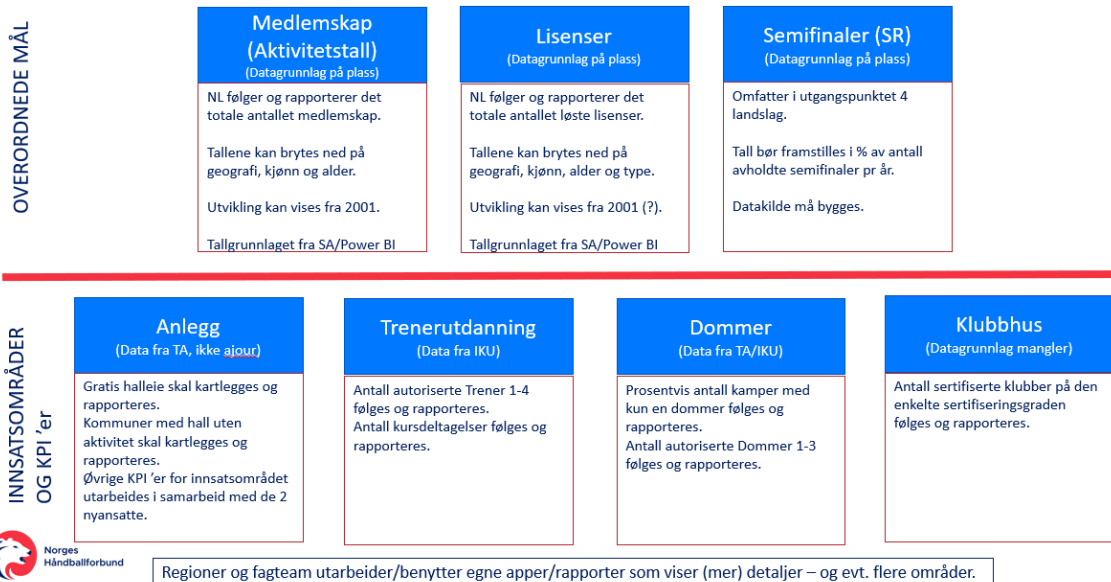 OVERORDNEDE MÅL
Medlemskap
(Aktivitetstall)
(Datagrunnlag på plass)
NL følger og rapporterer det
totale antallet medlemskap.
Tallene kan brytes ned på
geografi, kjønn og alder.
Utvikling kan vises fra 2001.
Tallgrunnlaget fra SA/Power BI
Lisenser
(Datagrunnlag på plass)
NL følger og rapporterer det
totale antallet løste lisenser.
Tallene kan brytes ned på
geografi, kjønn, alder og type.
Utvikling kan vises fra 2001 (?).
Tallgrunnlaget fra SA/Power BI
Semifinaler (SR)
(Datagrunnlag på plass)
Omfatter i utgangspunktet 4
landslag.
Tall bør framstilles i % av antall
avholdte semifinaler pr år.
Datakilde må bygges.
INNSATSOMRÅDER
OG KPI 'er
Anlegg
(Data fra TA, ikke ajour)
Gratis halleie skal kartlegges og
rapporteres.
Kommuner med hall uten
aktivitet skal kartlegges og
rapporteres.
Øvrige KPI 'er for innsatsområdet
utarbeides i samarbeid med de 2
nyansatte.
Trenerutdanning
(Data fra IKU)
Antall autoriserte Trener 1-4
følges og rapporteres.
Antall kursdeltagelser følges og
rapporteres.
Dommer
(Data fra TA/IKU)
Prosentvis antall kamper med
kun en dommer følges og
rapporteres.
Antall autoriserte Dommer 1-3
følges og rapporteres.
Klubbhus
(Datagrunnlag mangler)
Antall sertifiserte klubber på den
enkelte sertifiseringsgraden
følges og rapporteres.
Norges
Håndballforbund
Regioner og fagteam utarbeider/benytter egne apper/rapporter som viser (mer) detaljer – og evt. flere områder.